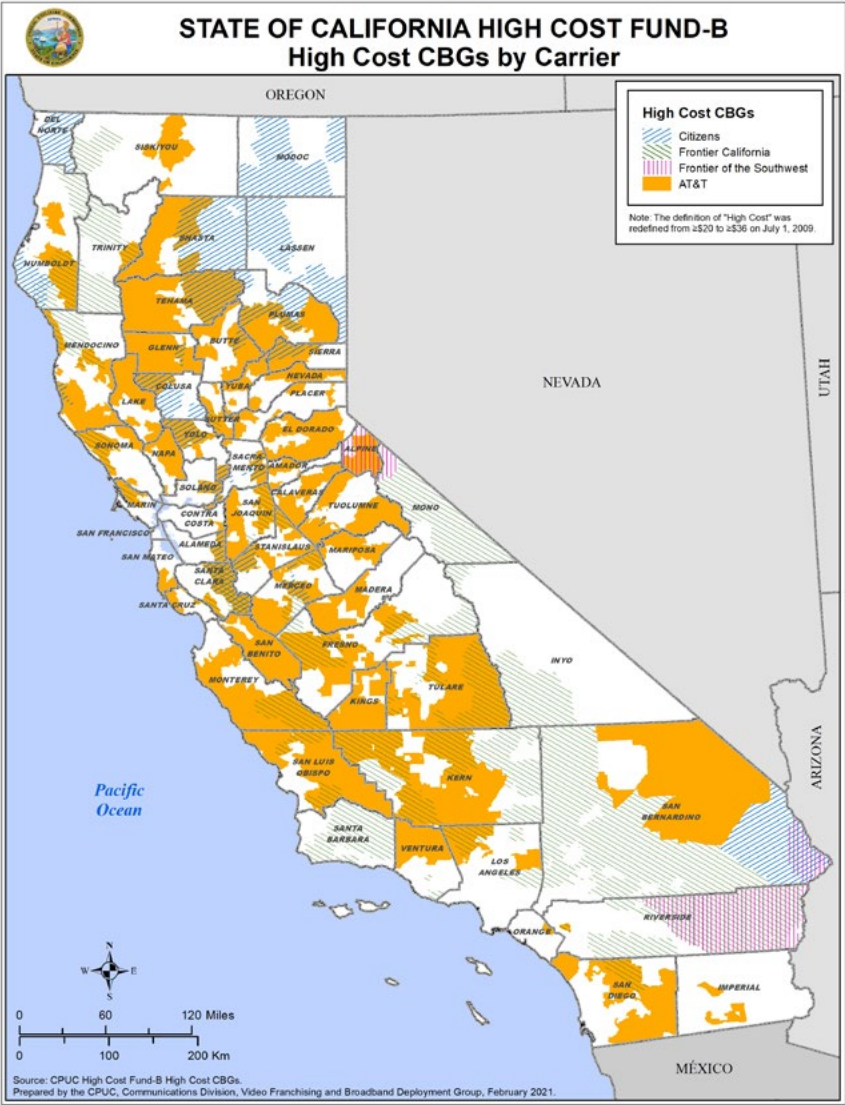 STATE OF CALIFORNIA HIGH COST FUND-B
High Cost CBGs by Carrier
OREGON
High Cost CBGs
Citizens
Frontier California
Frontier of the Southwest
AT&T
Note: The definition of "High Cost" was
redefined from ≥$20 to ≥$36 on July 1, 2009.
DEL
NORTE
SISKIYOU
MODOC
TRINITY
SHASTA
LASSEN
HUMBOLDT
TEHAMA
PLUMAS
MENDOCINO
GLENN
BUTTE
SIERRA
NEVADA
UTAH
COLUSA
YUBA
NEVADA
PLACER
LAKE
SUTTER
EL DORADO
SONOMA
NAPA
YOLO
SACRA-
MENTO
AMADOR
ALPINE
SOLANO
CALAVERAS
TUOLUMNE
MONO
MARIN
CONTRA
COSTA
SAN
JOAQUIN
SAN FRANCISCO
ALAMEDA
STANISLAUS
MARIPOSA
SAN MATEO
SANTA
CLARA
MERCED
MADERA
SANTA CRUZ
SAN
BENITO
FRESNO
INYO
MONTEREY
KINGS
TULARE
ARIZONA
SAN LUIS
OBISPO
KERN
SAN
BERNARDINO
Pacific
Ocean
SANTA
BARBARA
VENTURA
LOS
ANGELES
RIVERSIDE
ORANGE
SAN
DIEGO
IMPERIAL
N
W
E
S
0 60 120 Miles
0 100 200 Km
MÉXICO
Source: CPUC High Cost Fund-B High Cost CBGs.
Prepared by the CPUC, Communications Division, Video Franchising and Broadband Deployment Group, February 2021.